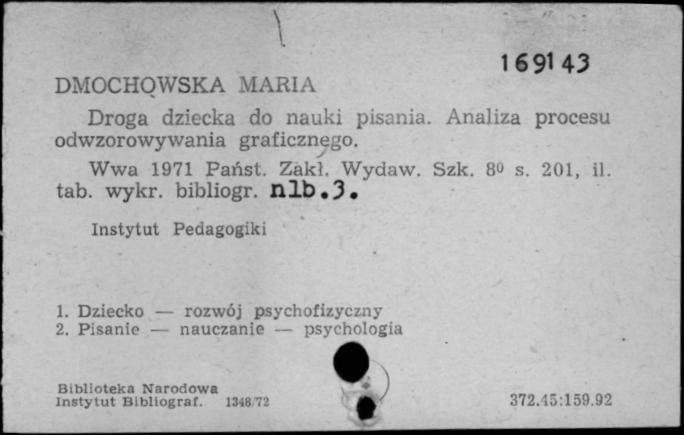 169143
DMOCHOWSKA MARIA
Droga dziecka do nauki pisania. Analiza procesu
odwzorowywania graficznego.
Wwa 1971 Państ. Zakł. Wydaw. Szk. 8⁰ s. 201, il.
tab. wykr. bibliogr. nlb.3.
Instytut Pedagogiki
1. Dziecko — rozwój psychofizyczny
2. Pisanie — nauczanie — psychologia
Biblioteka Narodowa
Instytut Bibliograf. 1348/72
372.45:159.92